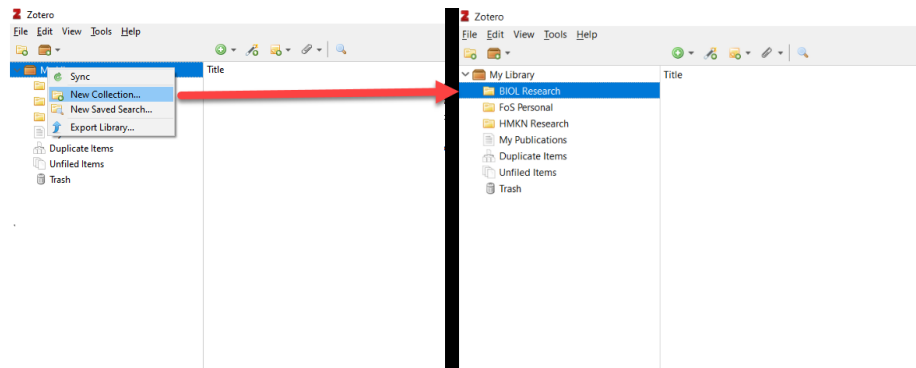 Zotero
File Edit View Tools Help
Title
Sync
New Collection...
New Saved Search...
Export Library...
Duplicate Items
Unfiled Items
Trash
Zotero
File Edit View Tools Help
My Library
Title
BIOL Research
FoS Personal
HMKN Research
My Publications
Duplicate Items
Unfiled Items
Trash